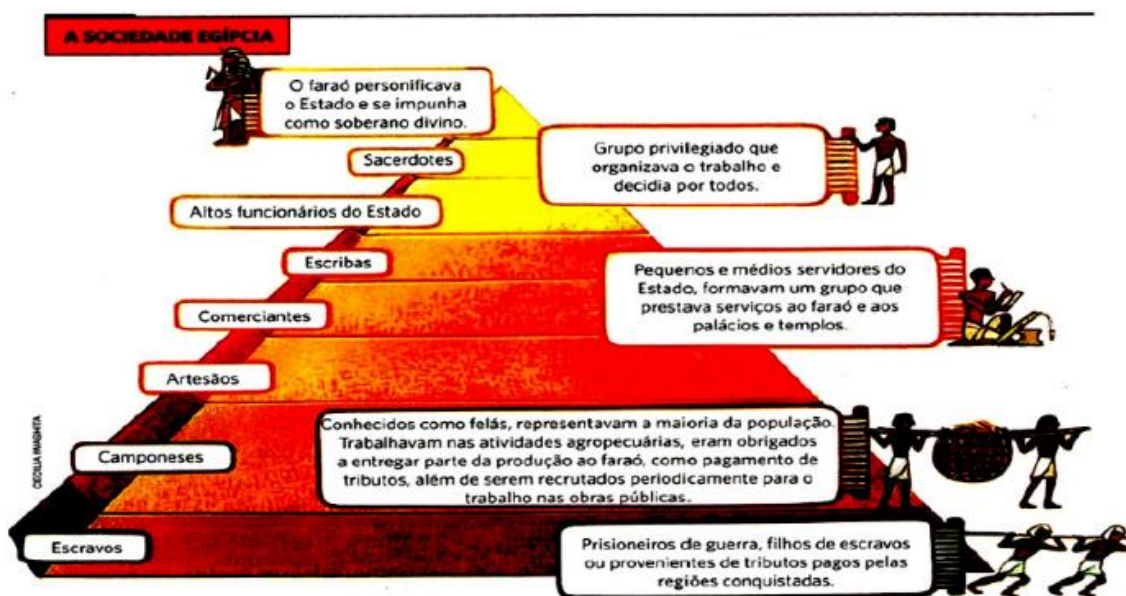 A SOCIEDADE EGÍPCIA
O faraó personificava
o Estado e se impunha
como soberano divino.
Sacerdotes
Grupo privilegiado que
organizava o trabalho e
decidia por todos.
Altos funcionários do Estado
Escribas
Pequenos e médios servidores do
Estado, formavam um grupo que
prestava serviços ao faraó e aos
palácios e templos.
Comerciantes
Artesãos
Conhecidos como felás, representavam a maioria da população.
Trabalhavam nas atividades agropecuárias, eram obrigados
a entregar parte da produção ao faraó, como pagamento de
tributos, além de serem recrutados periodicamente para o
trabalho nas obras públicas.
Camponeses
Escravos
Prisioneiros de guerra, filhos de escravos
ou provenientes de tributos pagos pelas
regiões conquistadas.